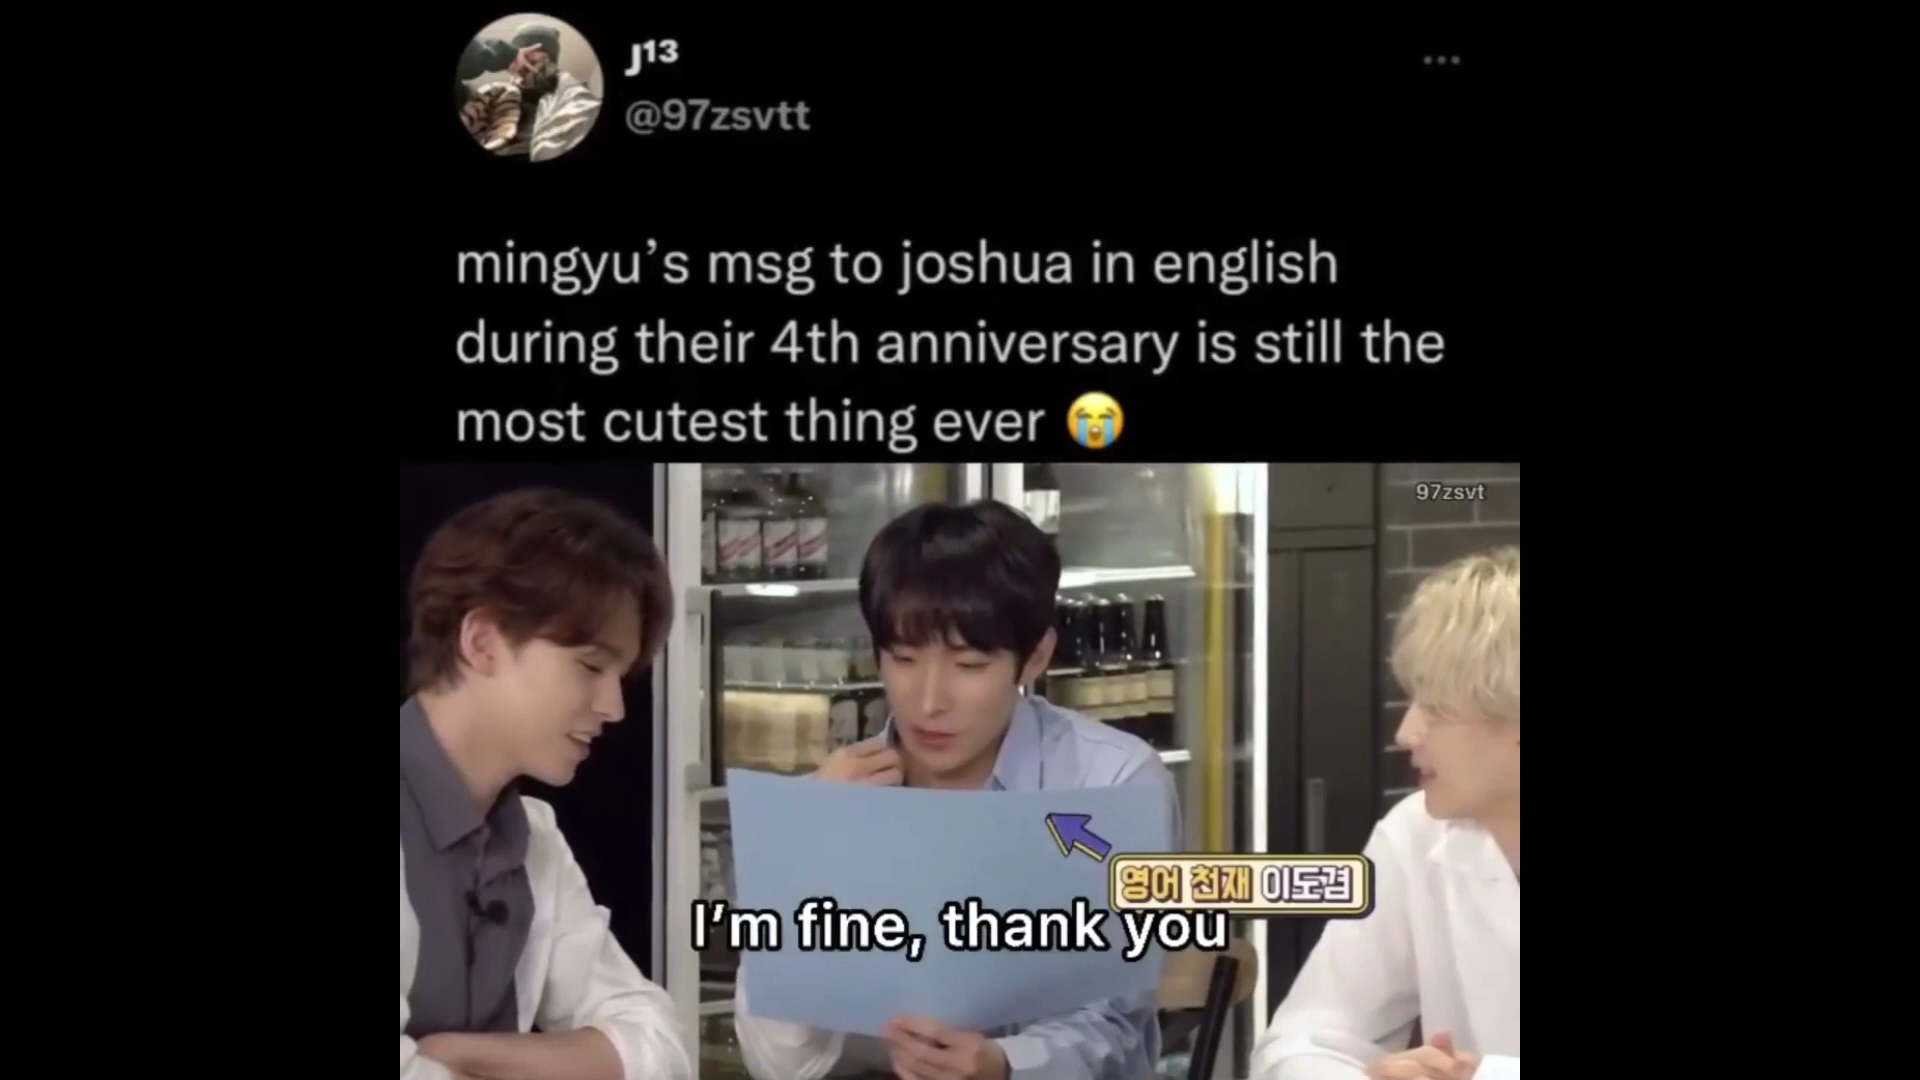 J¹³
@97zsvtt
mingyu’s msg to joshua in english
during their 4th anniversary is still the
most cutest thing ever 😭
97zsvt
영어 천재 이도겸
I’m fine, thank you